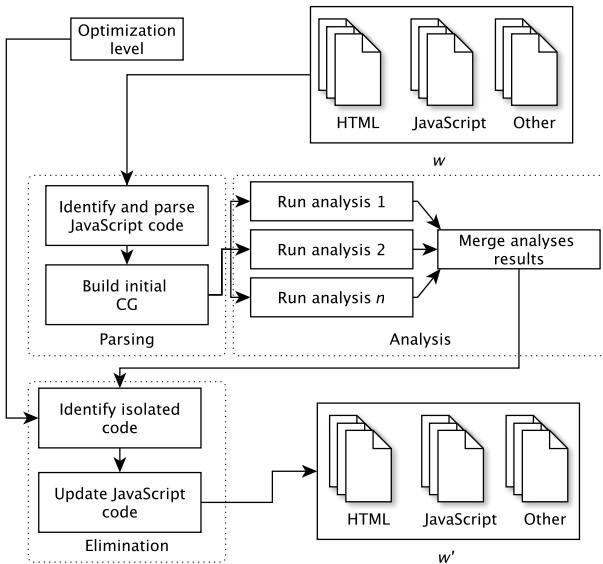 Optimization
level
HTML
JavaScript
Other
w
Identify and parse
JavaScript code
Build initial
CG
Parsing
Run analysis 1
Run analysis 2
Run analysis n
Merge analyses
results
Analysis
Identify isolated
code
Update JavaScript
code
Elimination
HTML
JavaScript
Other
w'